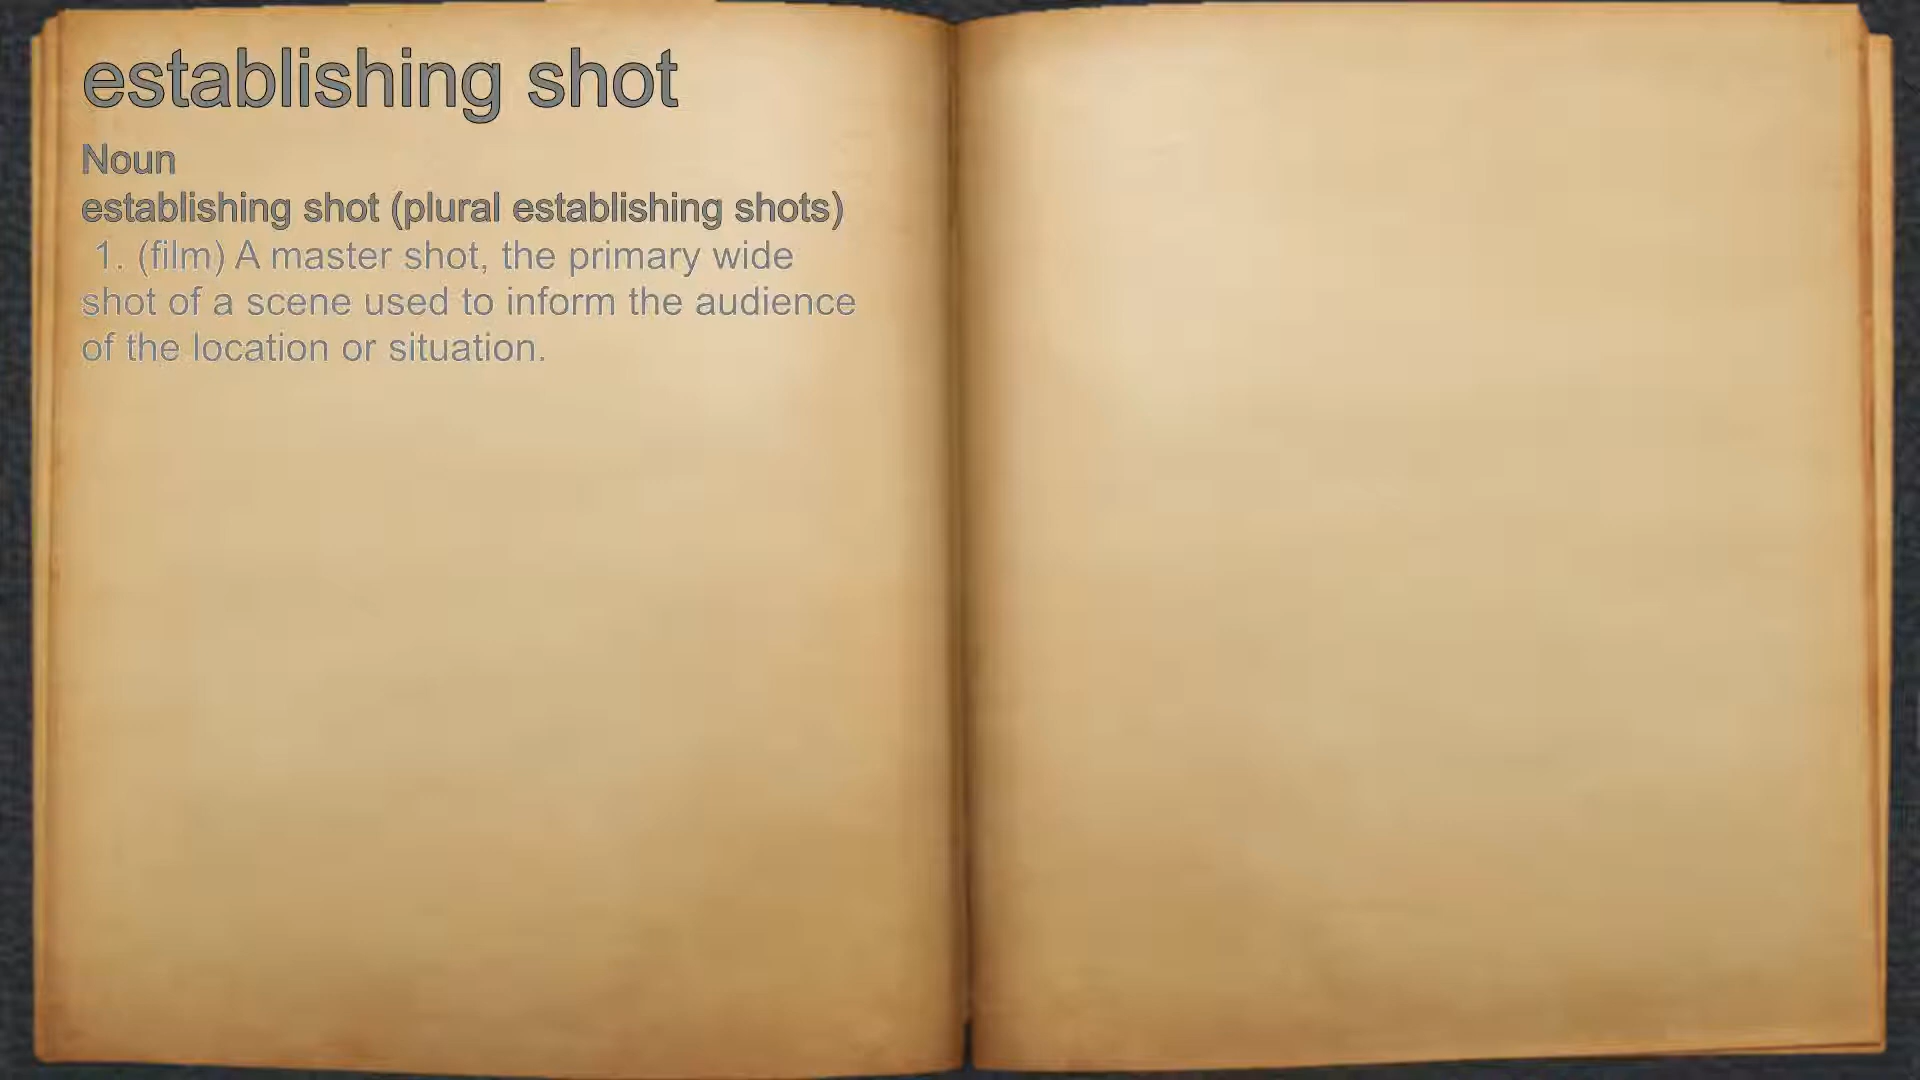 establishing shot
Noun
establishing shot (plural establishing shots)
1. (film) A master shot, the primary wide
shot of a scene used to inform the audience
of the location or situation.